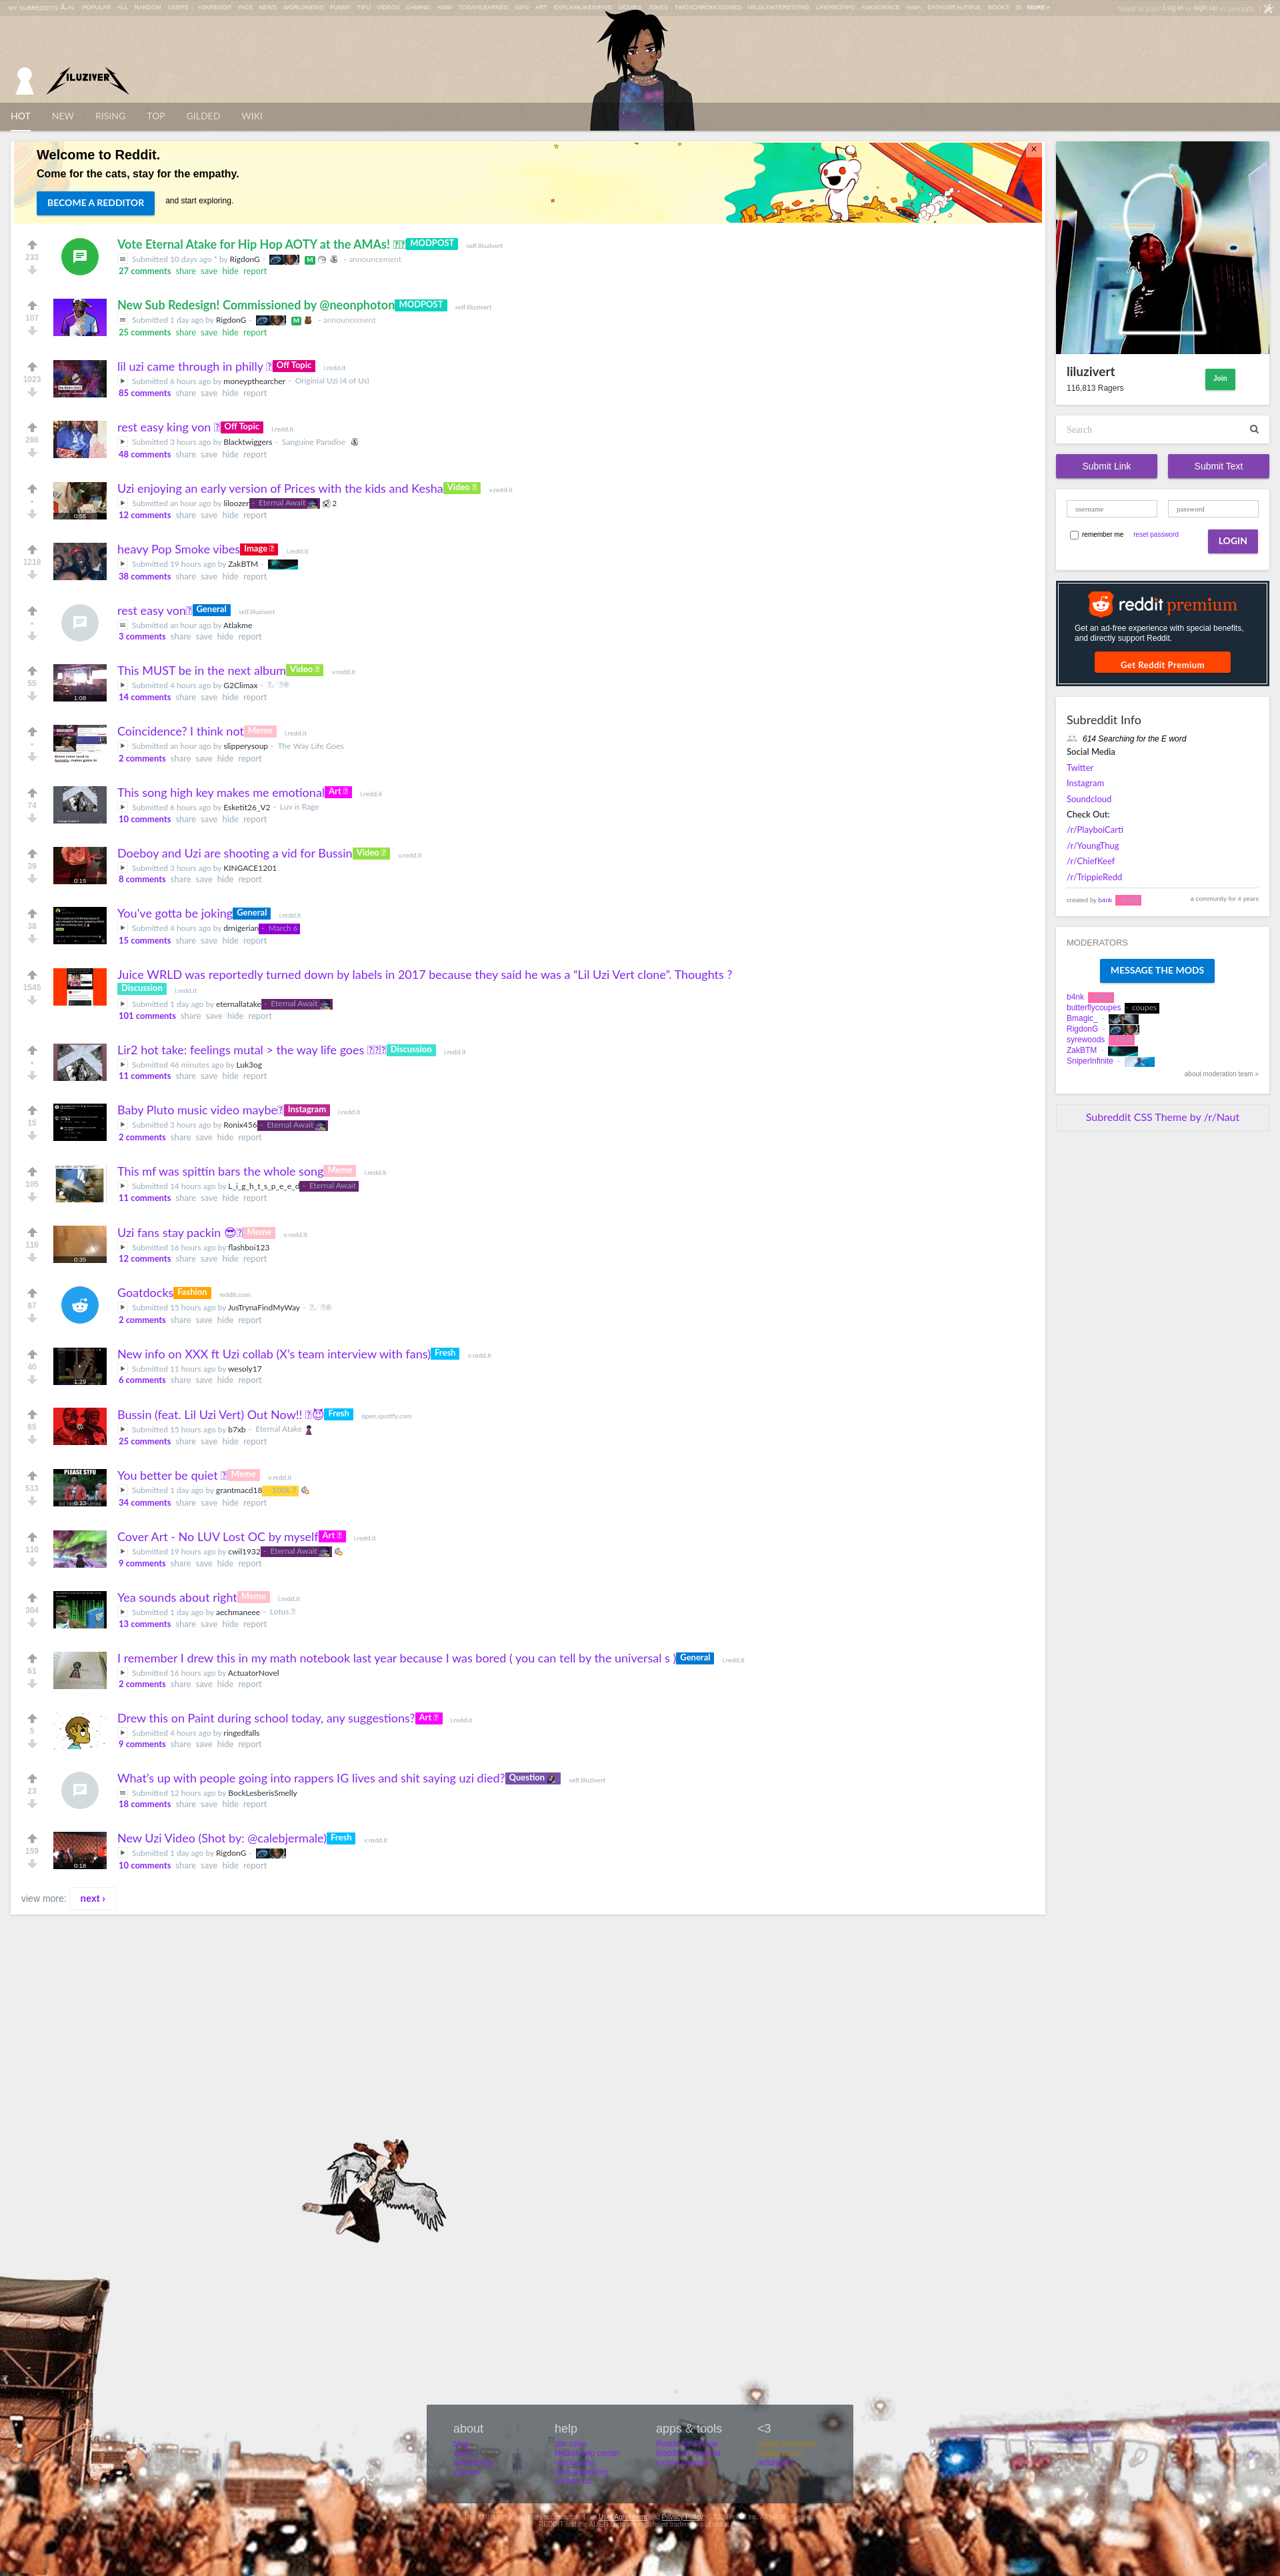 MY SUBREDDITS
POPULAR ALL RANDOM USERS | ASKREDDIT PICS NEWS WORLDNEWS FUNNY TIFU VIDEOS GAMING AWW TODAYILEARNED GIFS ART EXPLAINLIKEIMFIVE MOVIES JOKES TWOXCHROMOSOMES MILDLYINTERESTING LIFEPROTIPS ASKSCIENCE IAMA DATAISBEAUTIFUL BOOKS MORE »
Want to join? Log in or sign up in seconds. |
LILUZIVERT
HOT NEW RISING TOP GILDED WIKI
Welcome to Reddit.
Come for the cats, stay for the empathy.
BECOME A REDDITOR and start exploring.
×
233
Vote Eternal Atake for Hip Hop AOTY at the AMAs! MODPOST self.liluzivert
Submitted 10 days ago * by RigdonG - M - announcement
27 comments share save hide report
107
New Sub Redesign! Commissioned by @neonphoton MODPOST self.liluzivert
Submitted 1 day ago by RigdonG - M - announcement
25 comments share save hide report
1023
lil uzi came through in philly Off Topic i.redd.it
Submitted 6 hours ago by moneypthearcher - Originial Uzi (4 of Us)
85 comments share save hide report
286
rest easy king von Off Topic i.redd.it
Submitted 3 hours ago by Blacktwiggers - Sanguine Paradise
48 comments share save hide report
•
0:55
Uzi enjoying an early version of Prices with the kids and Kesha Video v.redd.it
Submitted an hour ago by liloozer - Eternal Await 2
12 comments share save hide report
1218
heavy Pop Smoke vibes Image i.redd.it
Submitted 19 hours ago by ZakBTM -
38 comments share save hide report
•
rest easy von General self.liluzivert
Submitted an hour ago by Atlakme
3 comments share save hide report
55
1:08
This MUST be in the next album Video v.redd.it
Submitted 4 hours ago by G2Climax -
14 comments share save hide report
•
Coincidence? I think not Meme i.redd.it
Submitted an hour ago by slipperysoup - The Way Life Goes
2 comments share save hide report
74
This song high key makes me emotional Art i.redd.it
Submitted 6 hours ago by Esketit26_V2 - Luv is Rage
10 comments share save hide report
39
0:15
Doeboy and Uzi are shooting a vid for Bussin Video v.redd.it
Submitted 3 hours ago by KINGACE1201
8 comments share save hide report
38
You've gotta be joking General i.redd.it
Submitted 4 hours ago by drnigerian - March 6
15 comments share save hide report
1545
Juice WRLD was reportedly turned down by labels in 2017 because they said he was a “Lil Uzi Vert clone”. Thoughts ?
Discussion i.redd.it
Submitted 1 day ago by eternallatake - Eternal Await
101 comments share save hide report
•
Lir2 hot take: feelings mutal > the way life goes Discussion i.redd.it
Submitted 46 minutes ago by Luk3og
11 comments share save hide report
15
Baby Pluto music video maybe Instagram i.redd.it
Submitted 3 hours ago by Ronix456 - Eternal Await
2 comments share save hide report
105
This mf was spittin bars the whole song Meme i.redd.it
Submitted 14 hours ago by L_i_g_h_t_s_p_e_e_d - Eternal Await
11 comments share save hide report
116
0:35
Uzi fans stay packin 😎 Meme v.redd.it
Submitted 16 hours ago by flashboi123
12 comments share save hide report
87
Goatdocks Fashion reddit.com
Submitted 15 hours ago by JusTrynaFindMyWay -
2 comments share save hide report
40
1:29
New info on XXX ft Uzi collab (X's team interview with fans) Fresh v.redd.it
Submitted 11 hours ago by wesoly17
6 comments share save hide report
65
Bussin (feat. Lil Uzi Vert) Out Now!! 😈 Fresh open.spotify.com
Submitted 15 hours ago by b7xb - Eternal Atake
25 comments share save hide report
513
PLEASE STFU
0:23
You better be quiet Meme v.redd.it
Submitted 1 day ago by grantmacd18 - 100k
34 comments share save hide report
110
Cover Art - No LUV Lost OC by myself Art i.redd.it
Submitted 19 hours ago by cwil1932 - Eternal Await
9 comments share save hide report
304
Yea sounds about right Meme i.redd.it
Submitted 1 day ago by aechmaneee - Lotus
13 comments share save hide report
61
I remember I drew this in my math notebook last year because I was bored ( you can tell by the universal s ) General i.redd.it
Submitted 16 hours ago by ActuatorNovel
2 comments share save hide report
5
Drew this on Paint during school today, any suggestions? Art i.redd.it
Submitted 4 hours ago by ringedfalls
9 comments share save hide report
23
What's up with people going into rappers IG lives and shit saying uzi died? Question self.liluzivert
Submitted 12 hours ago by BockLesberisSmelly
18 comments share save hide report
159
0:18
New Uzi Video (Shot by: @calebjermale) Fresh v.redd.it
Submitted 1 day ago by RigdonG -
10 comments share save hide report
view more: next ›
liluzivert
116,813 Ragers
Join
Search
Submit Link Submit Text
username password
remember me reset password LOGIN
reddit premium
Get an ad-free experience with special benefits,
and directly support Reddit.
Get Reddit Premium
Subreddit Info
614 Searching for the E word
Social Media
Twitter
Instagram
Soundcloud
Check Out:
/r/PlayboiCarti
/r/YoungThug
/r/ChiefKeef
/r/TrippieRedd
created by b4nk a community for 4 years
MODERATORS
MESSAGE THE MODS
b4nk
butterflycoupes - coupes
Bmagic_ -
RigdonG -
syrewoods
ZakBTM -
SniperInfinite -
about moderation team »
Subreddit CSS Theme by /r/Naut
about help apps & tools <3